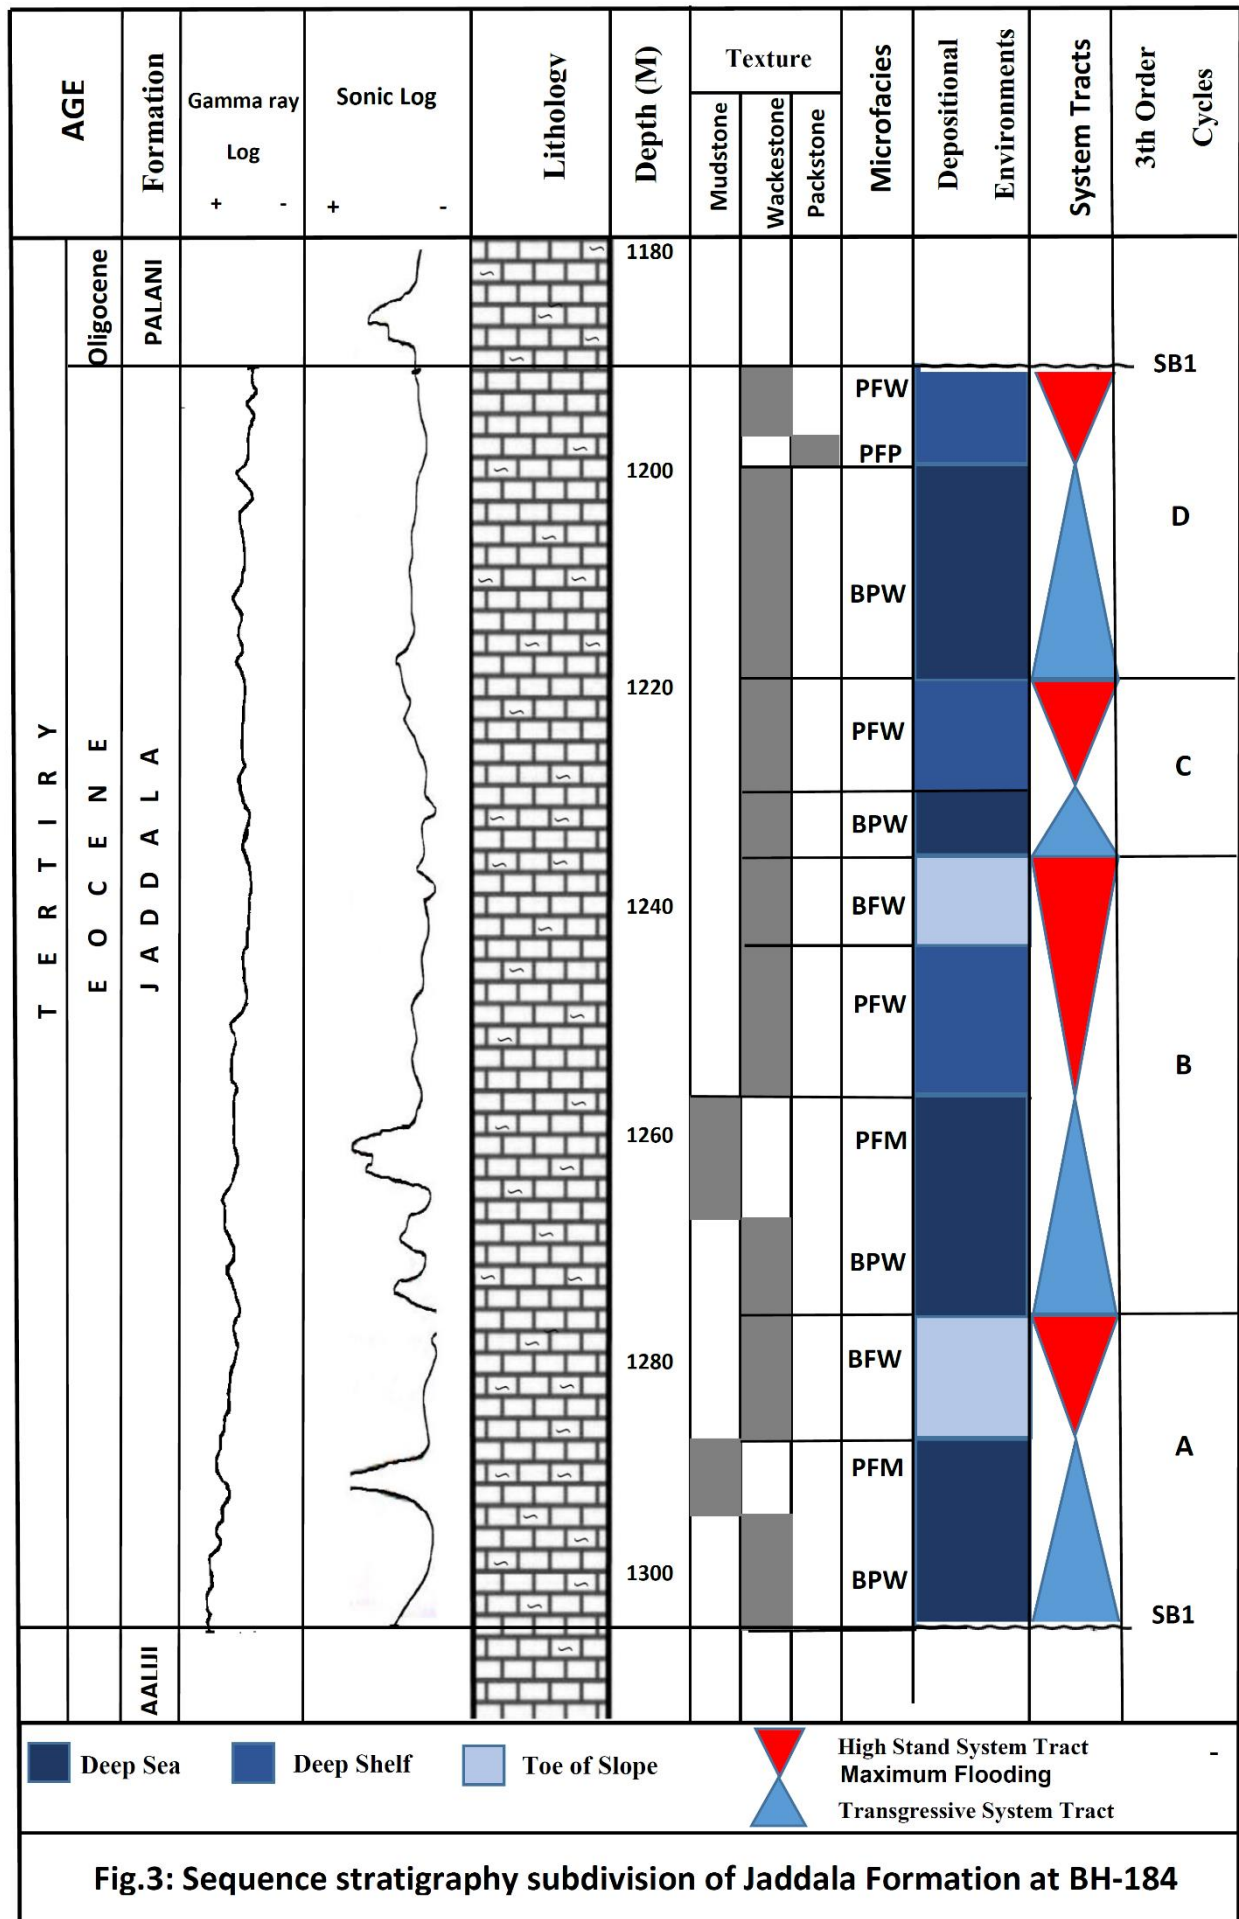 AGE
Formation
Gamma ray
Log
+ -
Sonic Log
+ -
Lithology
Depth (M)
Texture
Mudstone
Wackestone
Packstone
Microfacies
Depositional
Environments
System Tracts
3th Order
Cycles
TERTIRY
Oligocene
EOCENE
PALANI
JADDALA
AALIJI
1180
1200
1220
1240
1260
1280
1300
PFW
PFP
BPW
PFW
BPW
BFW
PFW
PFM
BPW
BFW
PFM
BPW
SB1
D
C
B
A
SB1
Deep Sea
Deep Shelf
Toe of Slope
High Stand System Tract
Maximum Flooding
Transgressive System Tract
-
Fig.3: Sequence stratigraphy subdivision of Jaddala Formation at BH-184